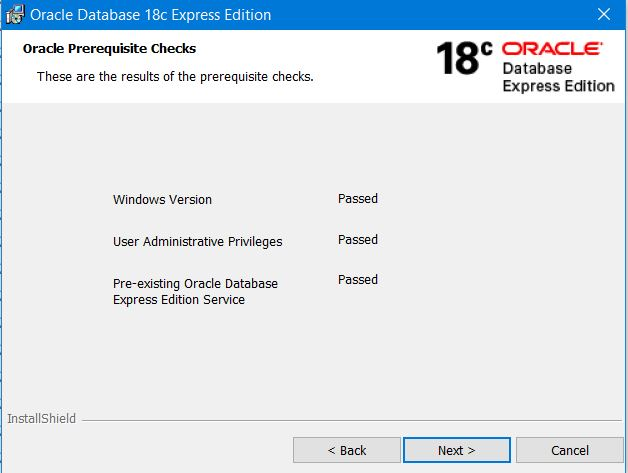 Oracle Database 18c Express Edition
Oracle Prerequisite Checks
These are the results of the prerequisite checks.
18c ORACLE
Database
Express Edition
Windows Version Passed
User Administrative Privileges Passed
Pre-existing Oracle Database Passed
Express Edition Service
InstallShield
< Back Next > Cancel